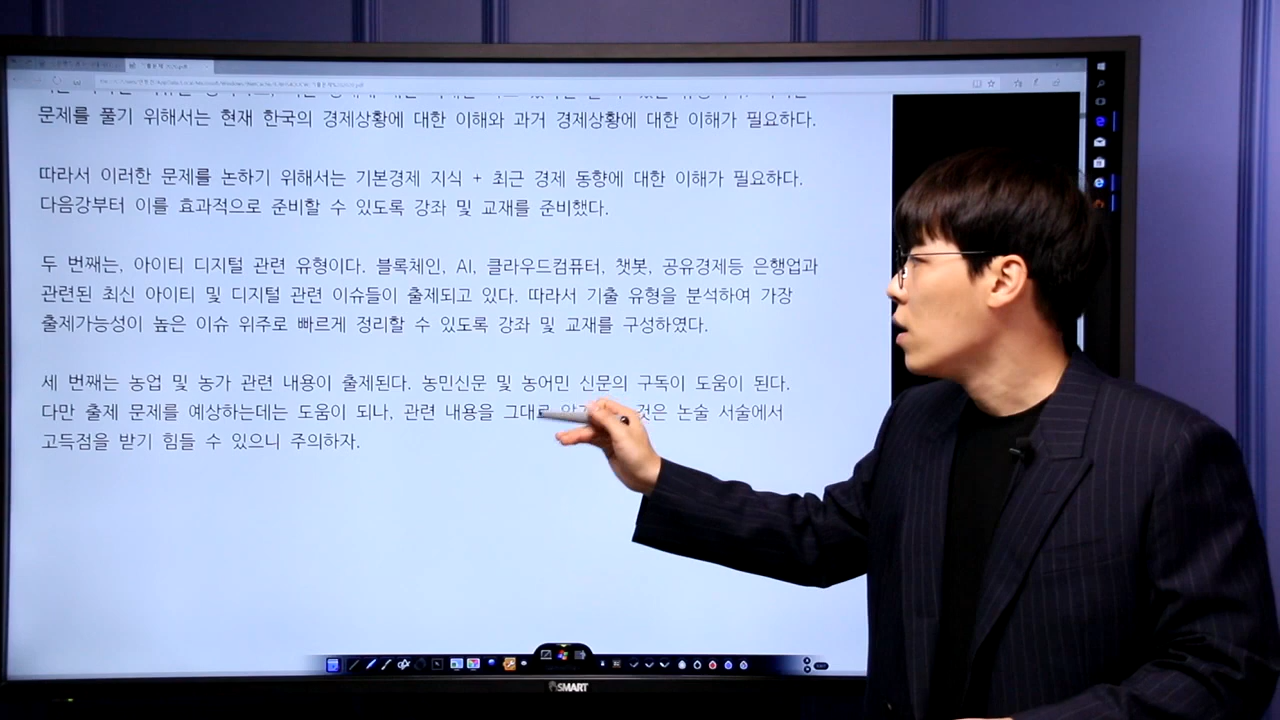 문제를 풀기 위해서는 현재 한국의 경제상황에 대한 이해와 과거 경제상황에 대한 이해가 필요하다.
따라서 이러한 문제를 논하기 위해서는 기본경제 지식 + 최근 경제 동향에 대한 이해가 필요하다.
다음강부터 이를 효과적으로 준비할 수 있도록 강좌 및 교재를 준비했다.
두 번째는, 아이티 디지털 관련 유형이다. 블록체인, AI, 클라우드컴퓨터, 챗봇, 공유경제등 은행업과
관련된 최신 아이티 및 디지털 관련 이슈들이 출제되고 있다. 따라서 기출 유형을 분석하여 가장
출제가능성이 높은 이슈 위주로 빠르게 정리할 수 있도록 강좌 및 교재를 구성하였다.
세 번째는 농업 및 농가 관련 내용이 출제된다. 농민신문 및 농어민 신문의 구독이 도움이 된다.
다만 출제 문제를 예상하는데는 도움이 되나, 관련 내용을 그대로 것은 논술 서술에서
고득점을 받기 힘들 수 있으니 주의하자.
SMART